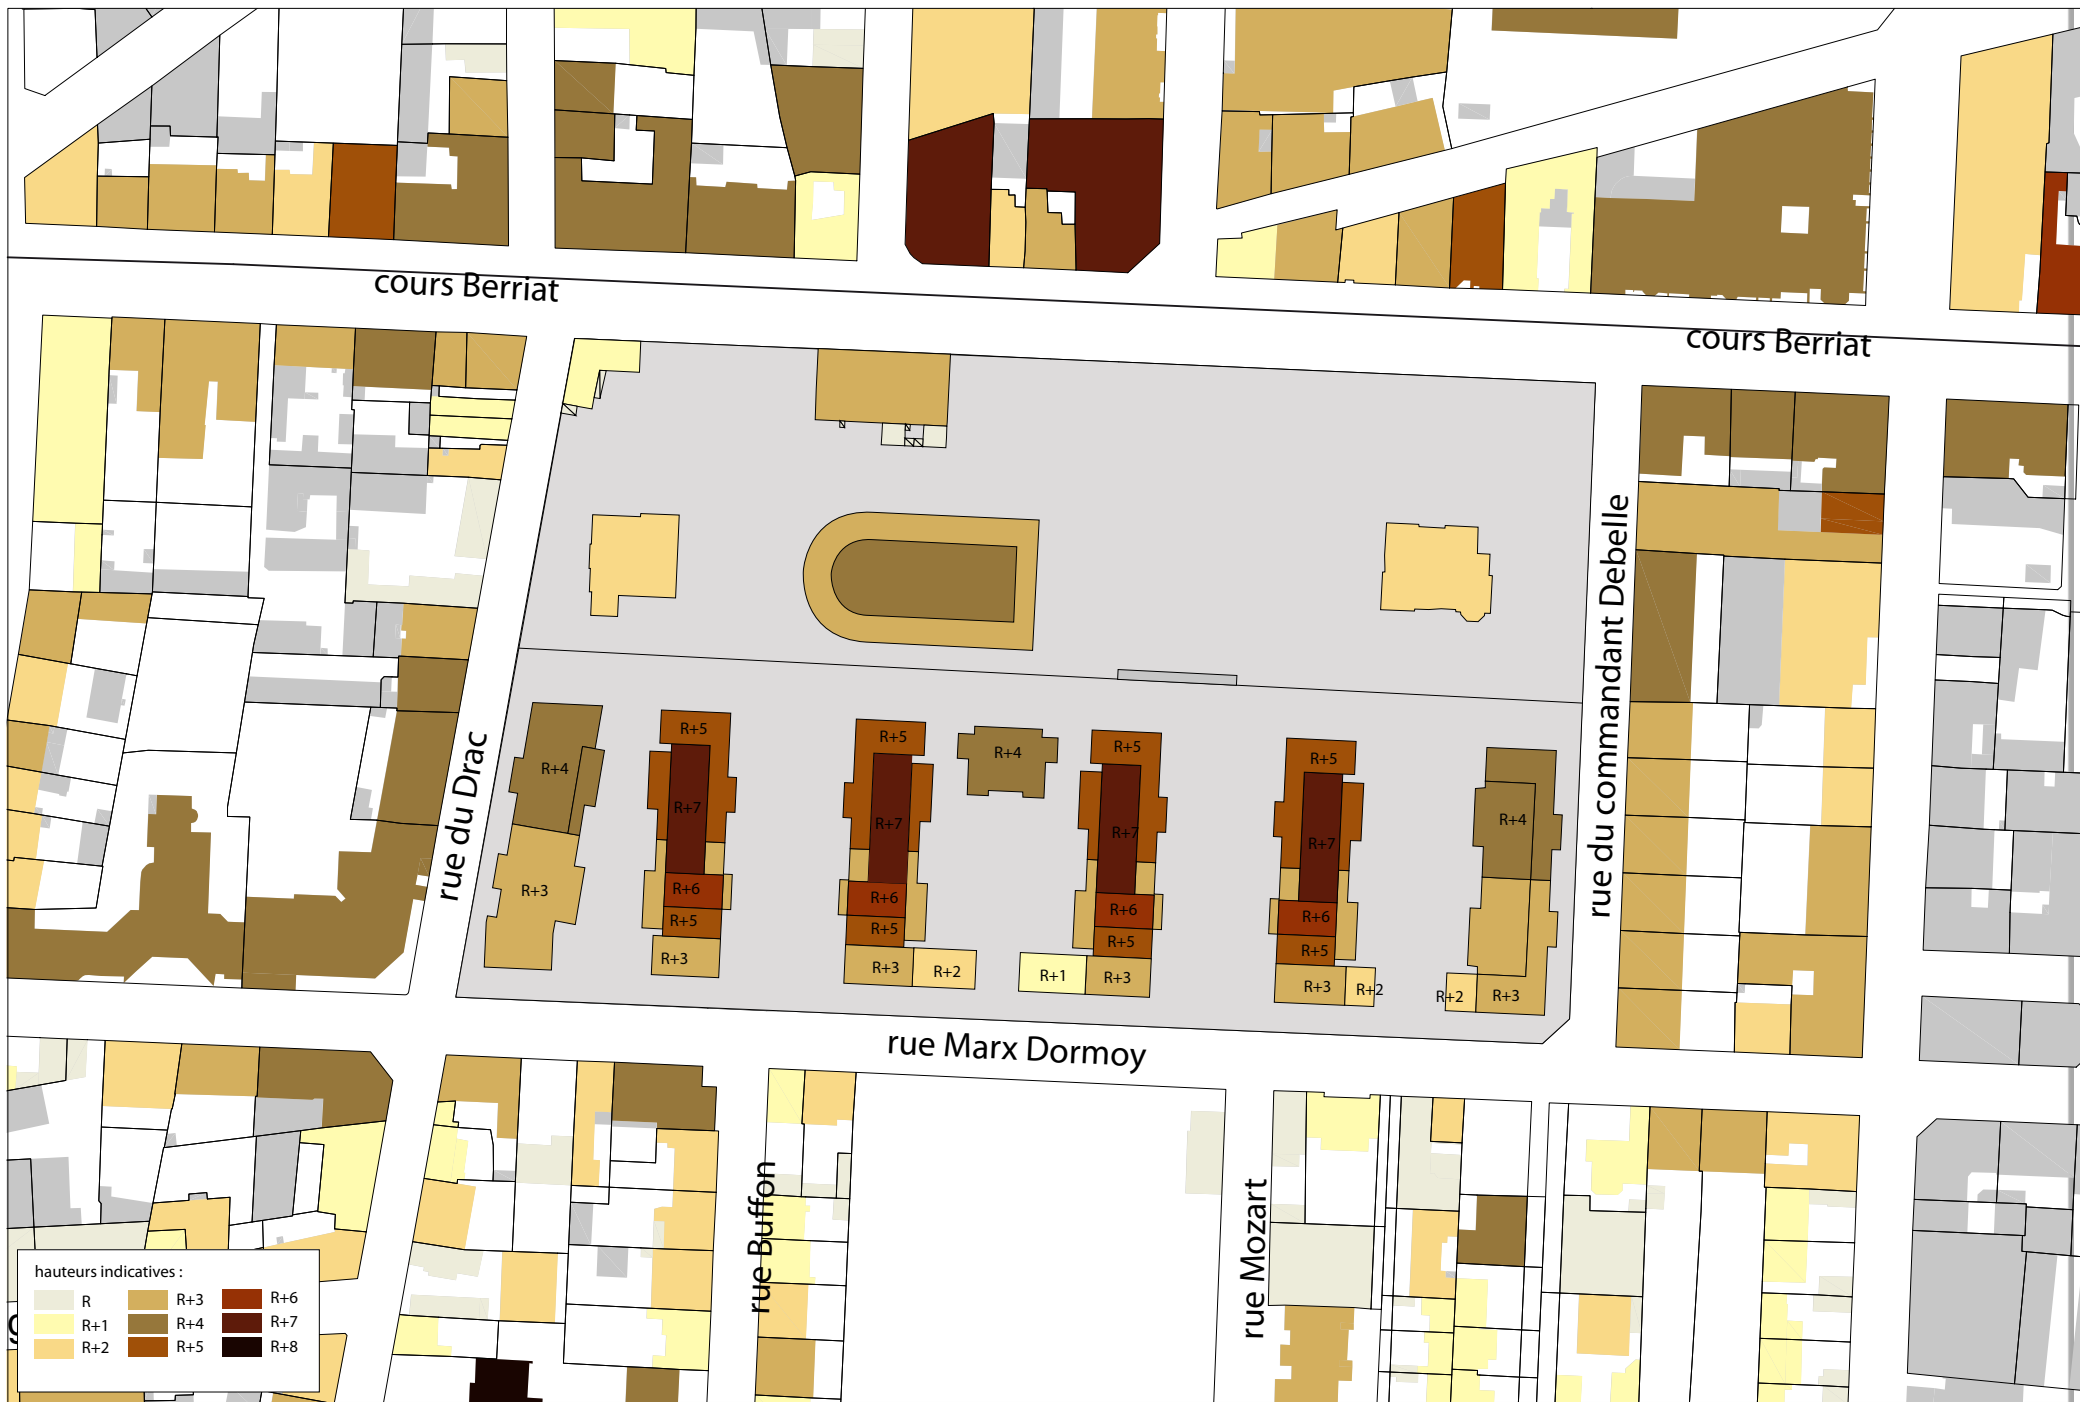 cours Berriat
cours Berriat
rue du Drac
rue du commandant Debelle
R+5
R+5
R+4
R+5
R+5
R+4
R+7
R+7
R+7
R+7
R+4
R+3
R+6
R+6
R+6
R+6
R+5
R+5
R+5
R+5
R+3
R+3
R+2
R+1
R+3
R+3
R+2
R+2
R+3
rue Marx Dormoy
rue Buffon
rue Mozart
hauteurs indicatives :
R
R+1
R+2
R+3
R+4
R+5
R+6
R+7
R+8